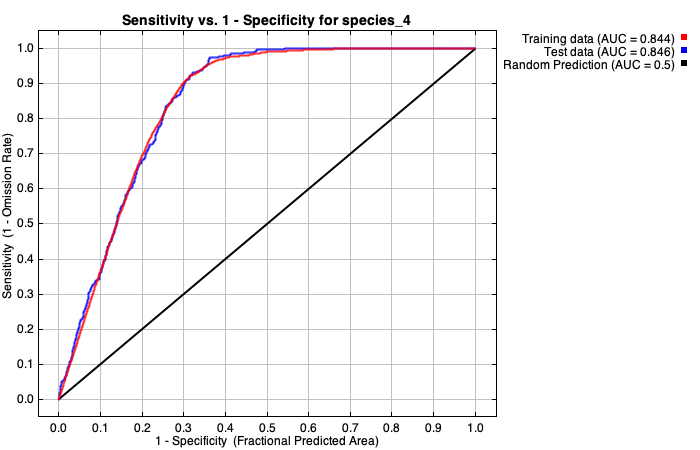 Sensitivity vs. 1 - Specificity for species_4
Training data (AUC = 0.844)
Test data (AUC = 0.846)
Random Prediction (AUC = 0.5)
Sensitivity (1 - Omission Rate)
1.0
0.9
0.8
0.7
0.6
0.5
0.4
0.3
0.2
0.1
0.0
0.0 0.1 0.2 0.3 0.4 0.5 0.6 0.7 0.8 0.9 1.0
1 - Specificity (Fractional Predicted Area)